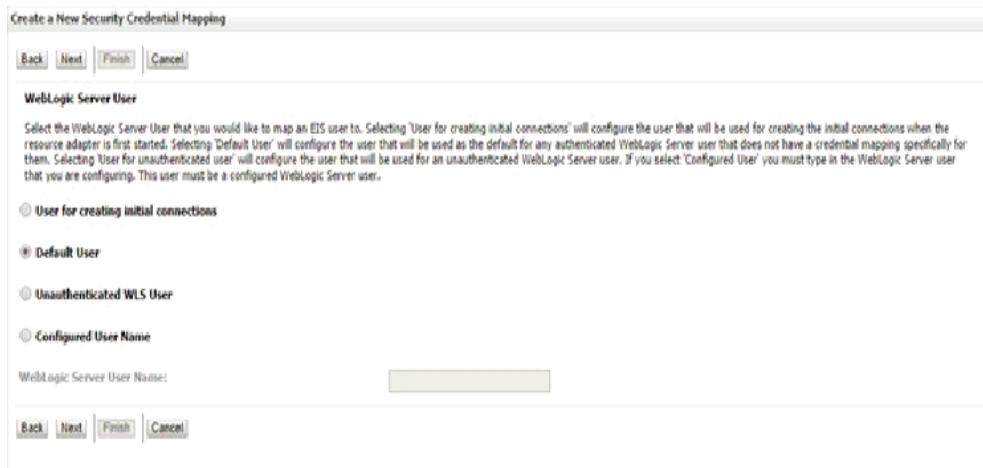 Create a New Security Credential Mapping
Back Next Finish Cancel
WebLogic Server User
Select the WebLogic Server User that you would like to map an EIS user to. Selecting 'User for creating initial connections' will configure the user that will be used for creating the initial connections when the
resource adapter is first started. Selecting 'Default User' will configure the user that will be used as the default for any authenticated WebLogic Server user that does not have a credential mapping specifically for
them. Selecting 'User for unauthenticated user' will configure the user that will be used for an unauthenticated WebLogic Server user. If you select 'Configured User' you must type in the WebLogic Server user
that you are configuring. This user must be a configured WebLogic Server user.
User for creating initial connections
Default User
Unauthenticated WLS User
Configured User Name
WebLogic Server User Name:
Back Next Finish Cancel